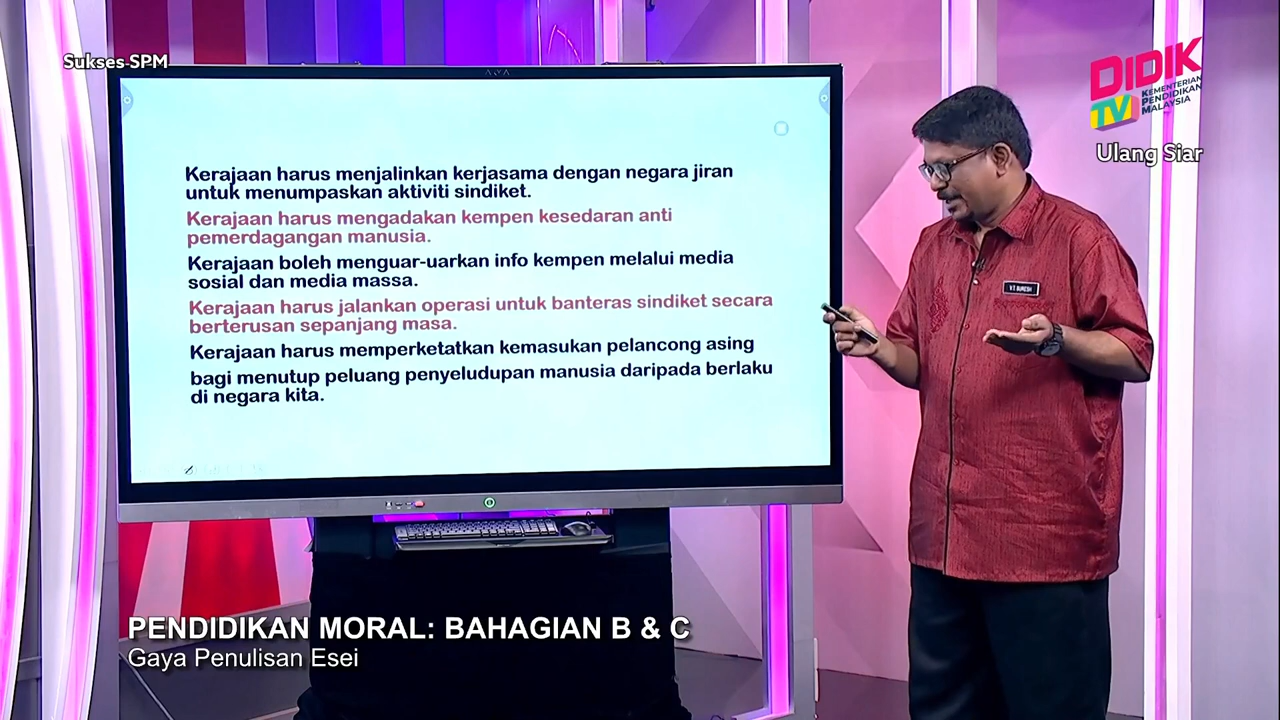 Sukses SPM
DIDIK
TV
KEMENTERIAN
PENDIDIKAN
MALAYSIA
Ulang Siar
Kerajaan harus menjalinkan kerjasama dengan negara jiran
untuk menumpaskan aktiviti sindiket.
Kerajaan harus mengadakan kempen kesedaran anti
pemerdagangan manusia.
Kerajaan boleh menguar-uarkan info kempen melalui media
sosial dan media massa.
Kerajaan harus jalankan operasi untuk banteras sindiket secara
berterusan sepanjang masa.
Kerajaan harus memperketatkan kemasukan pelancong asing
bagi menutup peluang penyeludupan manusia daripada berlaku
di negara kita.
V.T. SURESH
PENDIDIKAN MORAL: BAHAGIAN B & C
Gaya Penulisan Esei